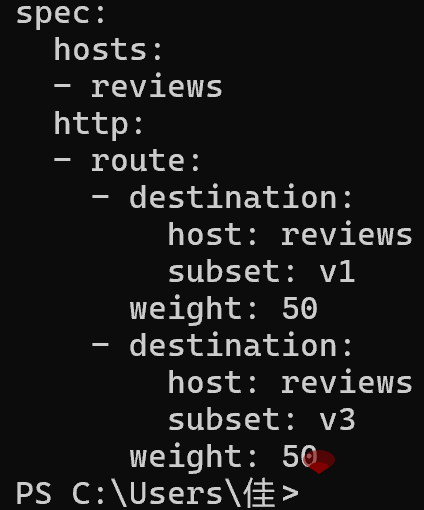 spec:
  hosts:
  - reviews
  http:
  - route:
    - destination:
        host: reviews
        subset: v1
      weight: 50
    - destination:
        host: reviews
        subset: v3
      weight: 50
PS C:\Users\佳>